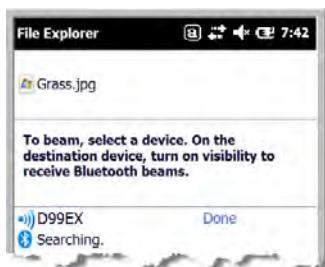 File Explorer 7:42
Grass.jpg
To beam, select a device. On the
destination device, turn on visibility to
receive Bluetooth beams.
D99EX Done
Searching.